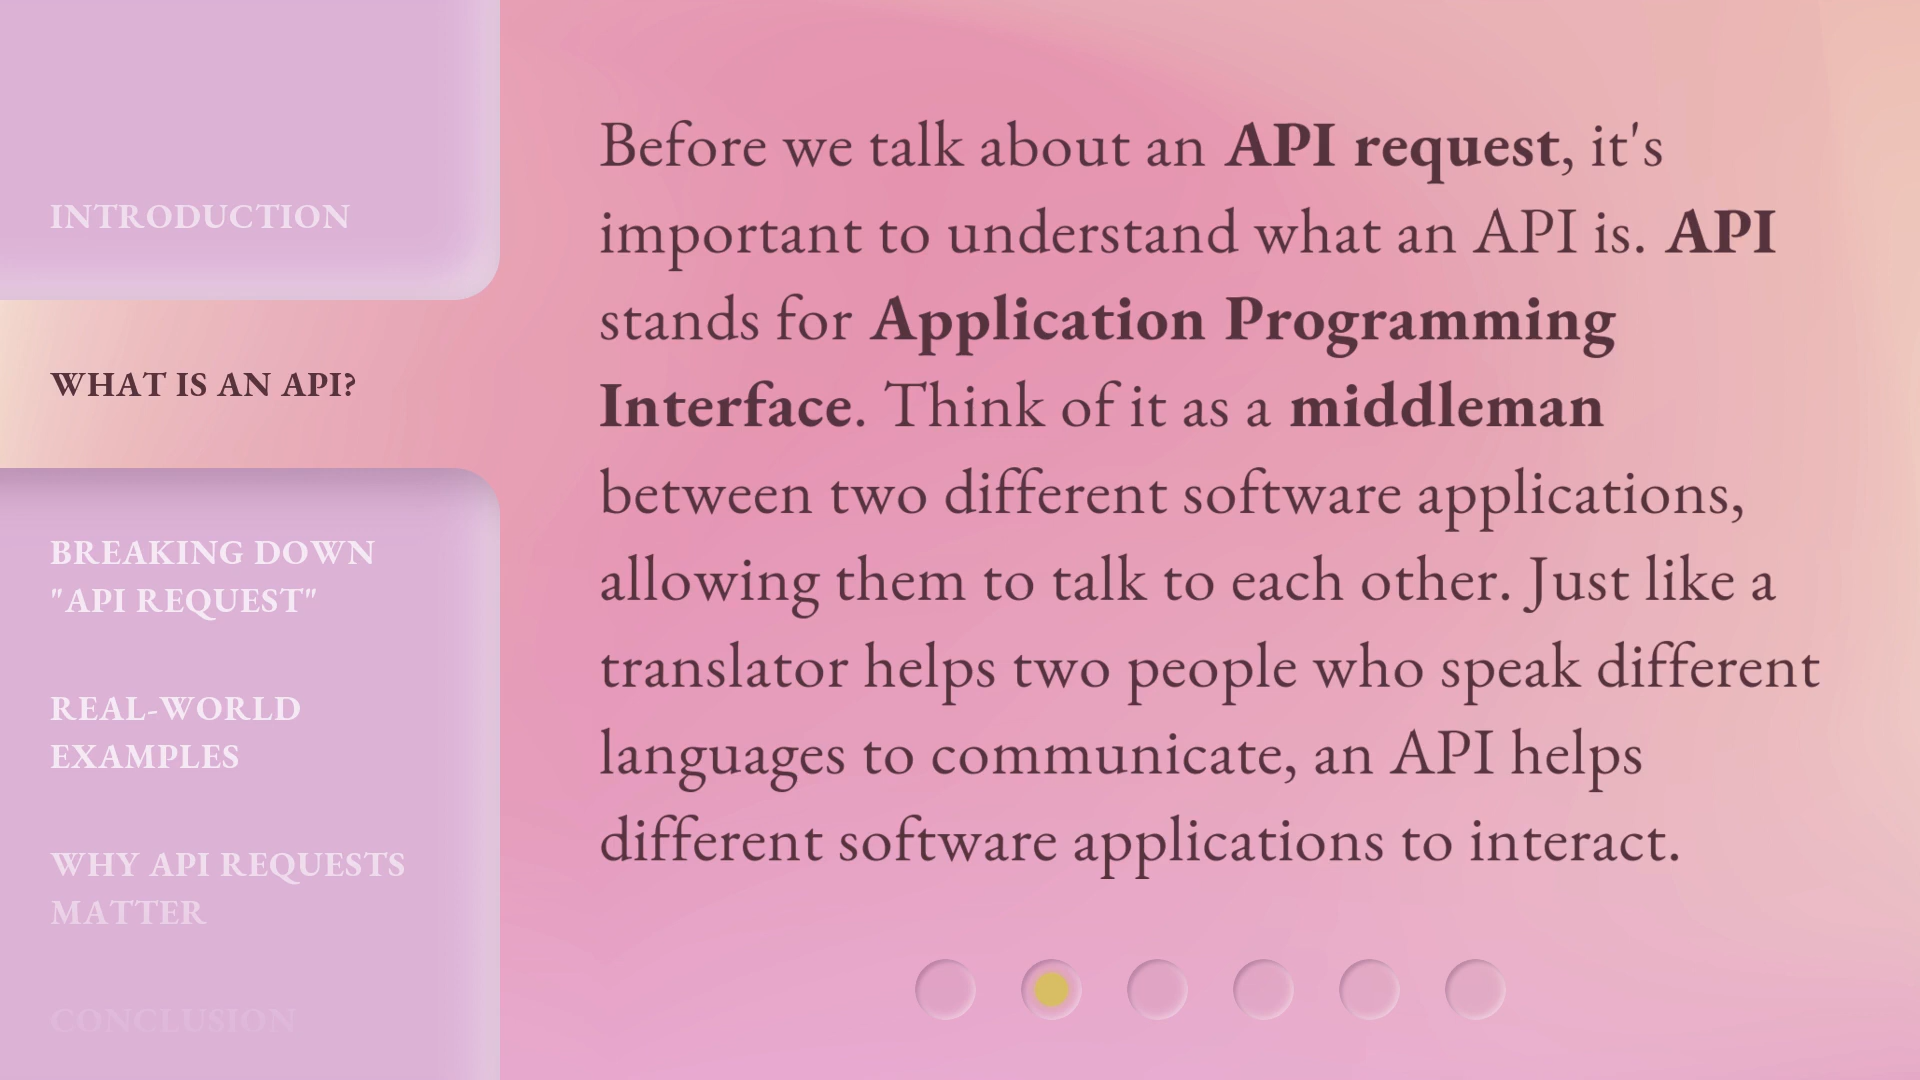 INTRODUCTION
WHAT IS AN API?
BREAKING DOWN
"API REQUEST"
REAL-WORLD
EXAMPLES
WHY API REQUESTS
MATTER
CONCLUSION
Before we talk about an API request, it's
important to understand what an API is. API
stands for Application Programming
Interface. Think of it as a middleman
between two different software applications,
allowing them to talk to each other. Just like a
translator helps two people who speak different
languages to communicate, an API helps
different software applications to interact.